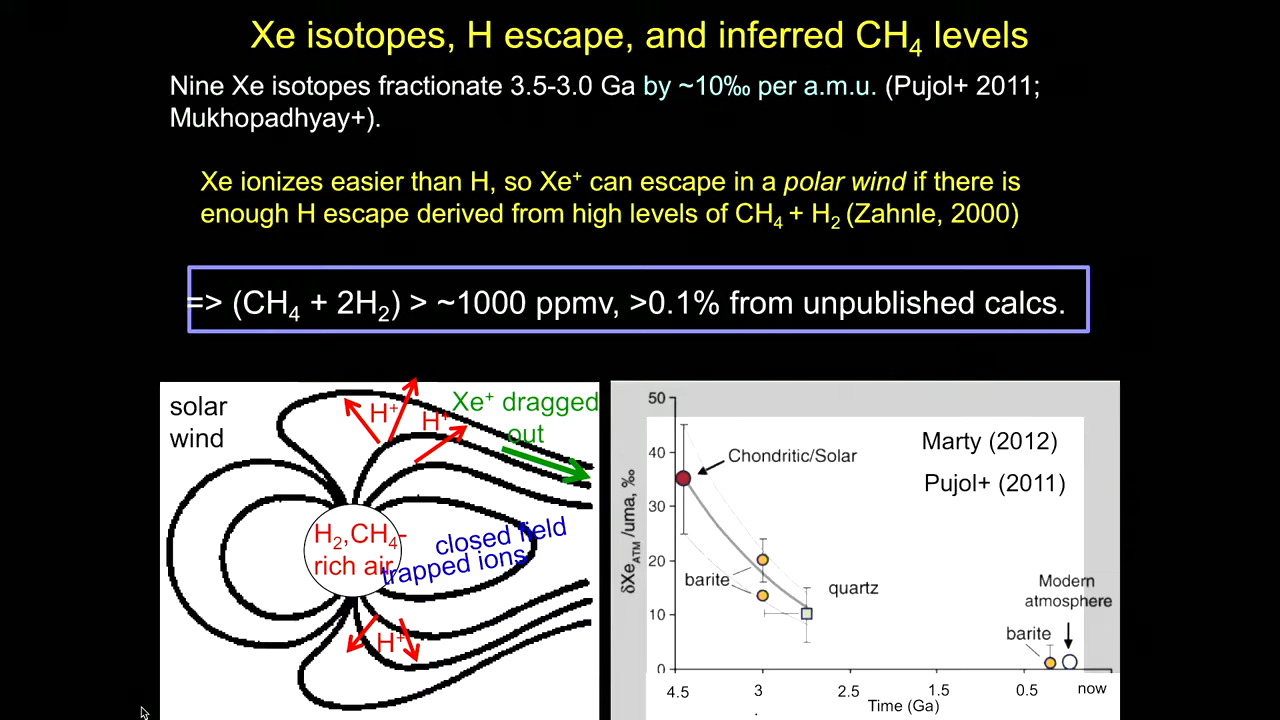 Xe isotopes, H escape, and inferred CH₄ levels
Nine Xe isotopes fractionate 3.5-3.0 Ga by ~10‰ per a.m.u. (Pujol+ 2011;
Mukhopadhyay+).
Xe ionizes easier than H, so Xe⁺ can escape in a polar wind if there is
enough H escape derived from high levels of CH₄ + H₂ (Zahnle, 2000)
=> (CH₄ + 2H₂) > ~1000 ppmv, >0.1% from unpublished calcs.
solar
wind
H⁺
H⁺
Xe⁺ dragged
out
H₂,CH₄-
rich air
closed field
trapped ions
H⁺
50
40
30
20
10
0
δXe_ATM /uma, ‰
Marty (2012)
Pujol+ (2011)
Chondritic/Solar
barite
quartz
Modern
atmosphere
barite
4.5
3
2.5
1.5
0.5
now
Time (Ga)